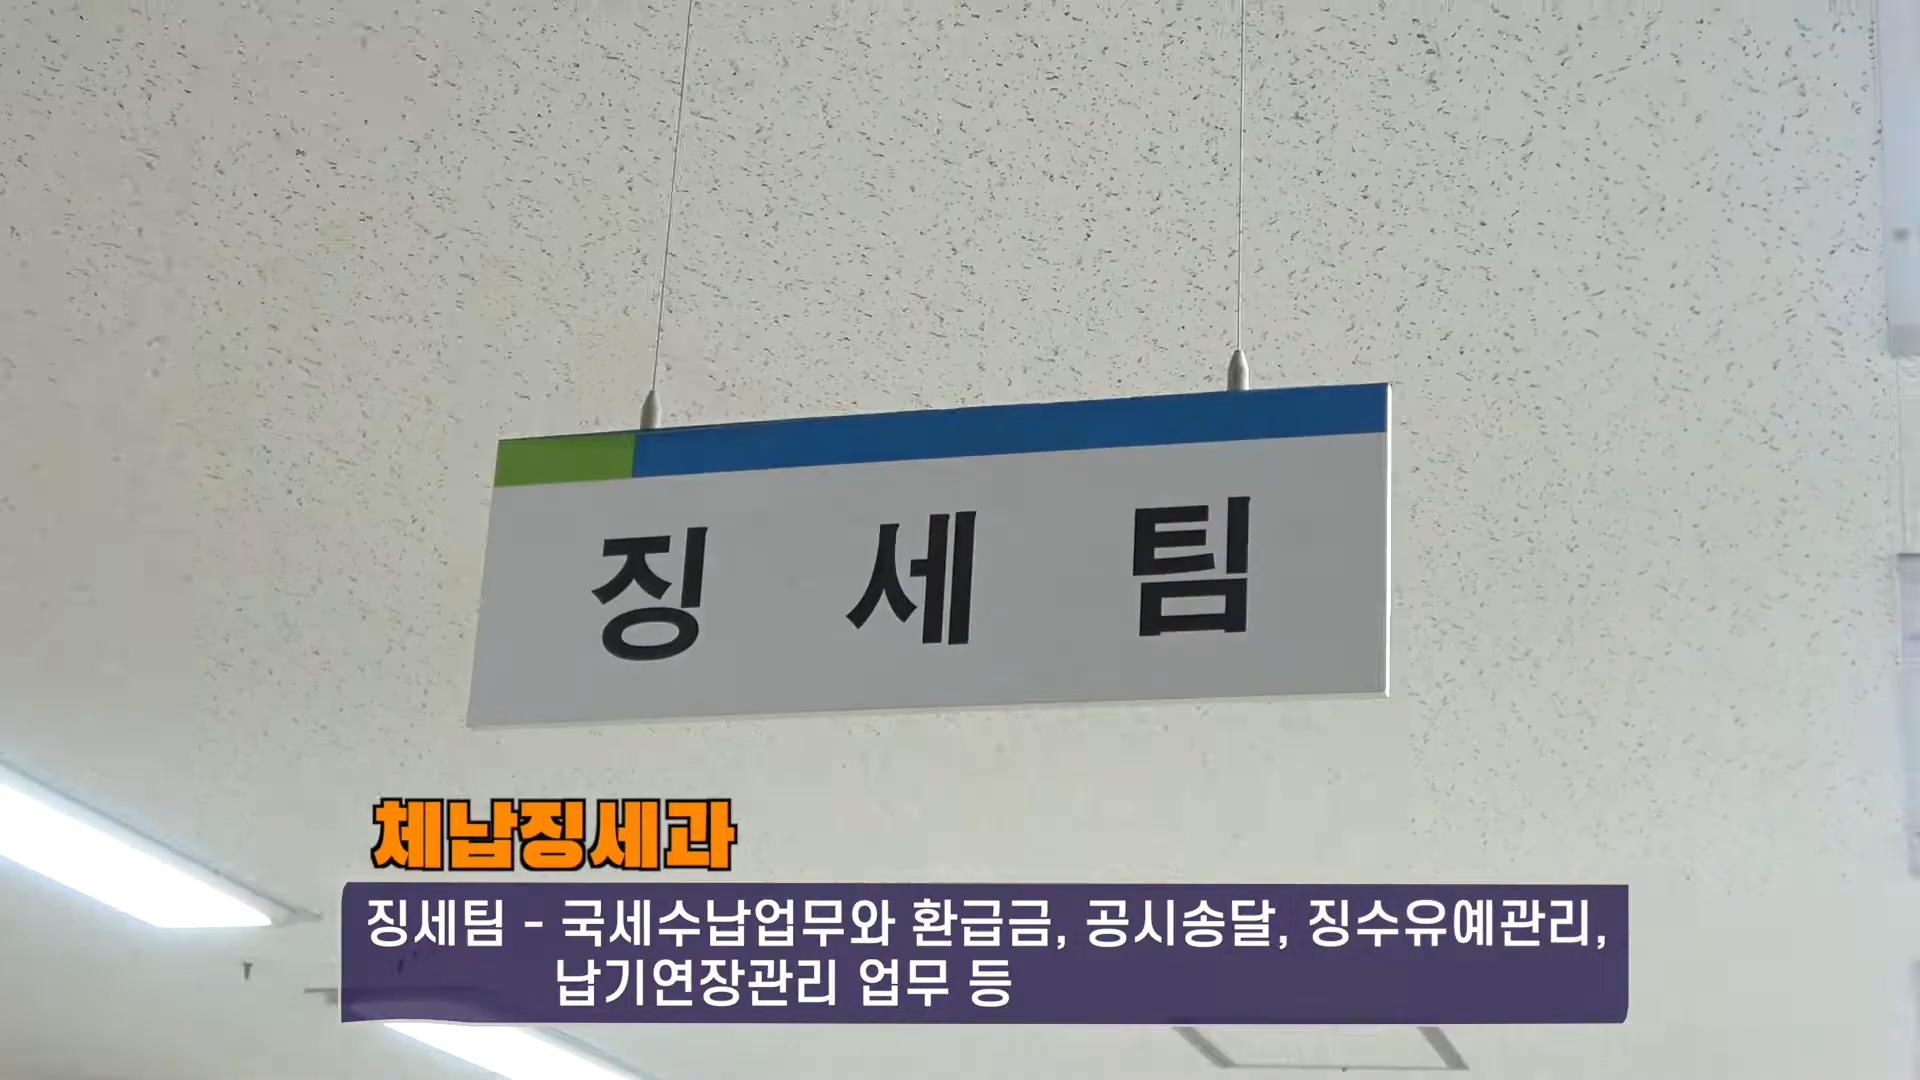 징 세 팀
체납징세과
징세팀 - 국세수납업무와 환급금, 공시송달, 징수유예관리,
납기연장관리 업무 등